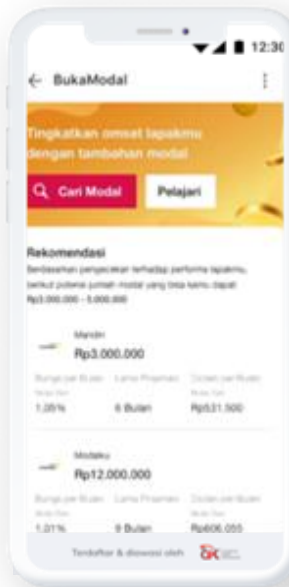 12:30
BukaModal
Tingkatkan omset lapakmu
dengan tambahan modal
Cari Modal Pelajari
Rekomendasi
Berdasarkan pengecekan terhadap performa lapakmu,
berikut potensi jumlah modal yang bisa kamu dapat
Rp3.000.000 - 5.000.000
Mandiri
Rp3.000.000
Bunga per Bulan Lama Pinjaman Cicilan per Bulan
1,05% 6 Bulan Rp531.500
Modalku
Rp12.000.000
Bunga per Bulan Lama Pinjaman Cicilan per Bulan
1,01% 9 Bulan Rp606.055
Terdaftar & diawasi oleh OJK